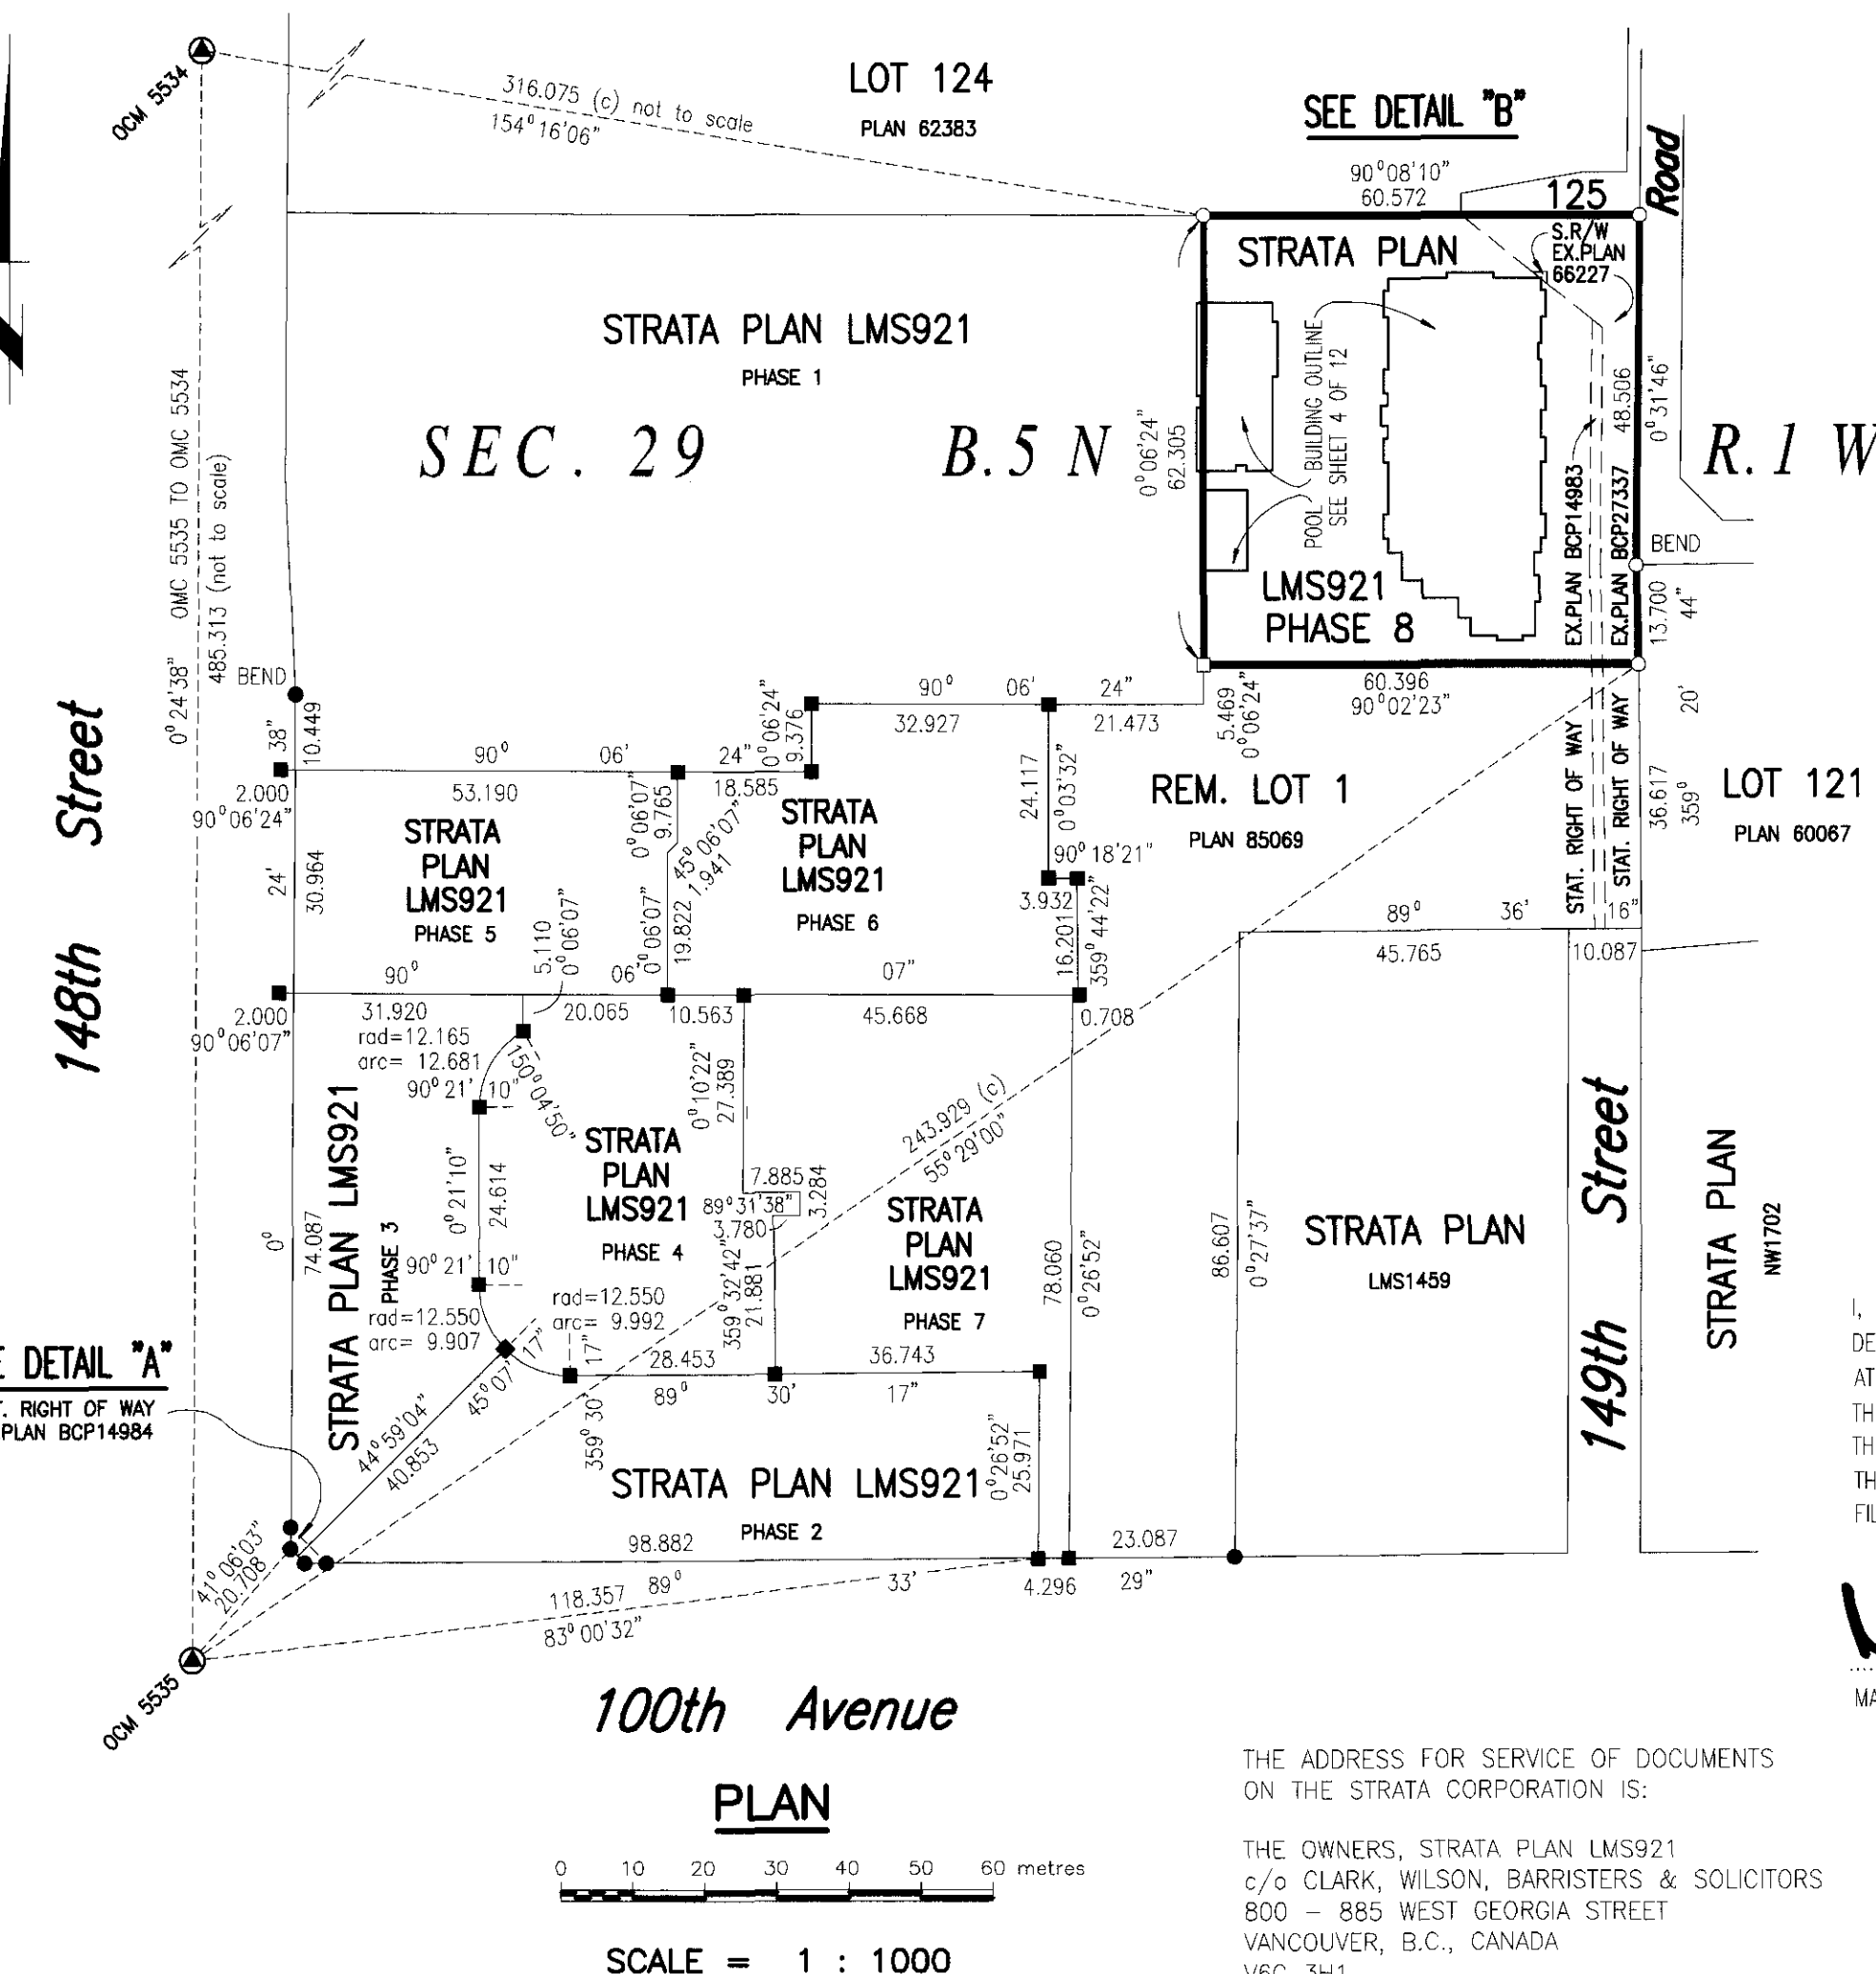 OCM 5534
316.075 (c) not to scale
154°16'06"
LOT 124
PLAN 62383
SEE DETAIL "B"
90°08'10"
60.572
125
Road
S.R/W
EX.PLAN
66227
STRATA PLAN
STRATA PLAN LMS921
PHASE 1
SEC. 29
B.5 N
R.1 W
0°06'24"
62.305
POOL
BUILDING OUTLINE
SEE SHEET 4 OF 12
LMS921
PHASE 8
EX.PLAN BCP14983
EX.PLAN BCP27337
48.506
0°31'46"
BEND
13.700
44"
20'
36.617
359°
60.396
90°02'23"
5.469
0°06'24"
STAT. RIGHT OF WAY
STAT. RIGHT OF WAY
LOT 121
PLAN 60067
OMC 5535 TO OMC 5534
0°24'38"
485.313 (not to scale)
148th Street
BEND
38"
10.449
2.000
90°06'24"
24'
30.964
90° 06' 24"
53.190
18.585
0°06'24"
9.376
90° 06' 24"
32.927
21.473
24.117
0°03'32"
REM. LOT 1
PLAN 85069
90°18'21"
3.932
16.201
359°44'22"
STRATA
PLAN
LMS921
PHASE 5
0°06'07"
9.765
45°06'07"
1.941
0°06'07"
19.822
STRATA
PLAN
LMS921
PHASE 6
5.110
0°06'07"
90° 06' 07"
2.000
90°06'07"
31.920
20.065
10.563
45.668
0.708
rad=12.165
arc= 12.681
90°21' 10"
150°04'50"
0°10'22"
27.389
243.929 (c)
55°29'00"
89° 36' 16"
45.765
10.087
STRATA PLAN LMS921
PHASE 3
0°
74.087
0°21'10"
24.614
90°21' 10"
rad=12.550
arc= 9.907
STRATA
PLAN
LMS921
PHASE 4
rad=12.550
arc= 9.992
7.885
3.284
89°31'38"
3.780
359°32'42"
21.881
STRATA
PLAN
LMS921
PHASE 7
78.060
0°26'52"
86.607
0°27'37"
STRATA PLAN
LMS1459
149th Street
STRATA PLAN
NW1702
DETAIL "A"
RIGHT OF WAY
PLAN BCP14984
44°59'04"
40.853
45°07' 17"
359°30' 17"
28.453
36.743
89° 30' 17"
0°26'52"
25.971
STRATA PLAN LMS921
PHASE 2
98.882
23.087
89° 33' 29"
4.296
118.357
83°00'32"
41°06'03"
20.708
OCM 5535
100th Avenue
I,
DE
AT
TH
TH
TH
FIL
MA
PLAN
0 10 20 30 40 50 60 metres
SCALE = 1 : 1000
THE ADDRESS FOR SERVICE OF DOCUMENTS
ON THE STRATA CORPORATION IS:
THE OWNERS, STRATA PLAN LMS921
c/o CLARK, WILSON, BARRISTERS & SOLICITORS
800 – 885 WEST GEORGIA STREET
VANCOUVER, B.C., CANADA
V6C 3H1